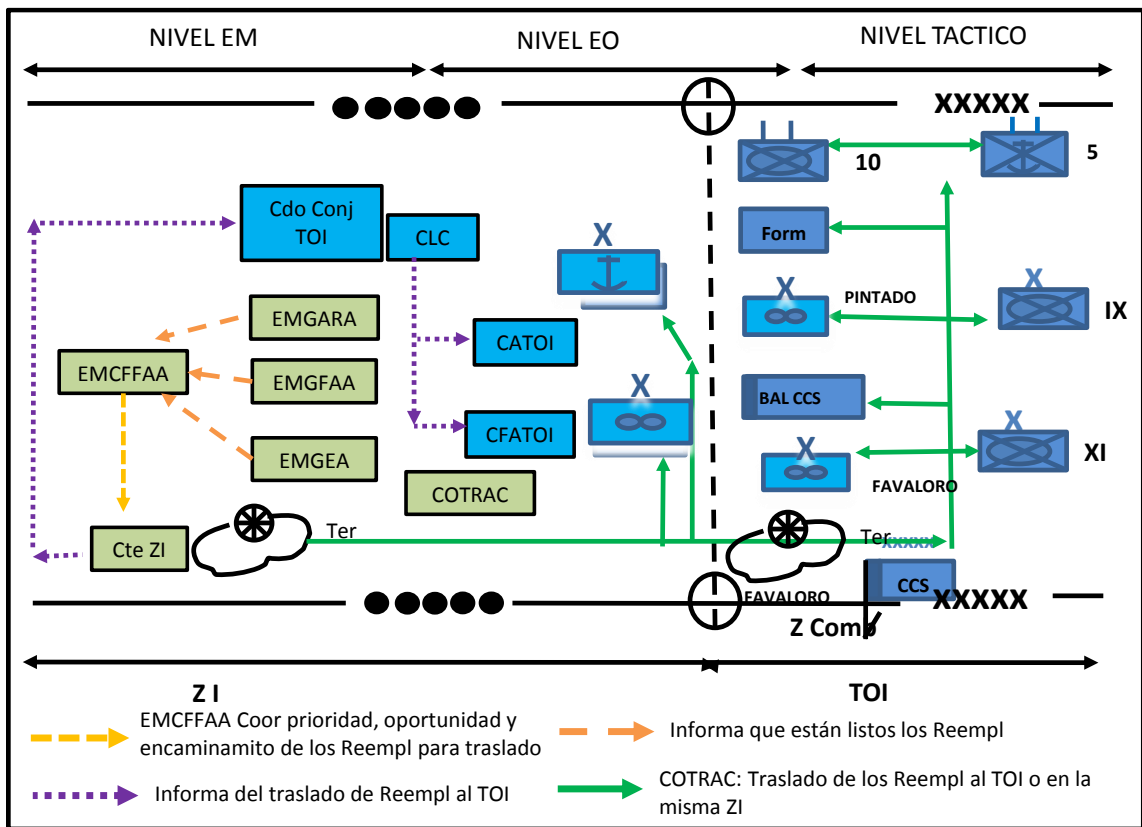 NIVEL EM
NIVEL EO
NIVEL TACTICO
XXXXX
10
5
Cdo Conj
TOI
CLC
X
Form
X
PINTADO
X
IX
EMGARA
CATOI
EMCFFAA
EMGFAA
X
BAL CCS
CFATOI
X
X
XI
EMGEA
FAVALORO
COTRAC
Cte ZI
Ter
Ter
xxxxx
CCS
FAVALORO
XXXXX
Z Comb
Z I
TOI
EMCFFAA Coor prioridad, oportunidad y
encaminamito de los Reempl para traslado
Informa que están listos los Reempl
Informa del traslado de Reempl al TOI
COTRAC: Traslado de los Reempl al TOI o en la
misma ZI